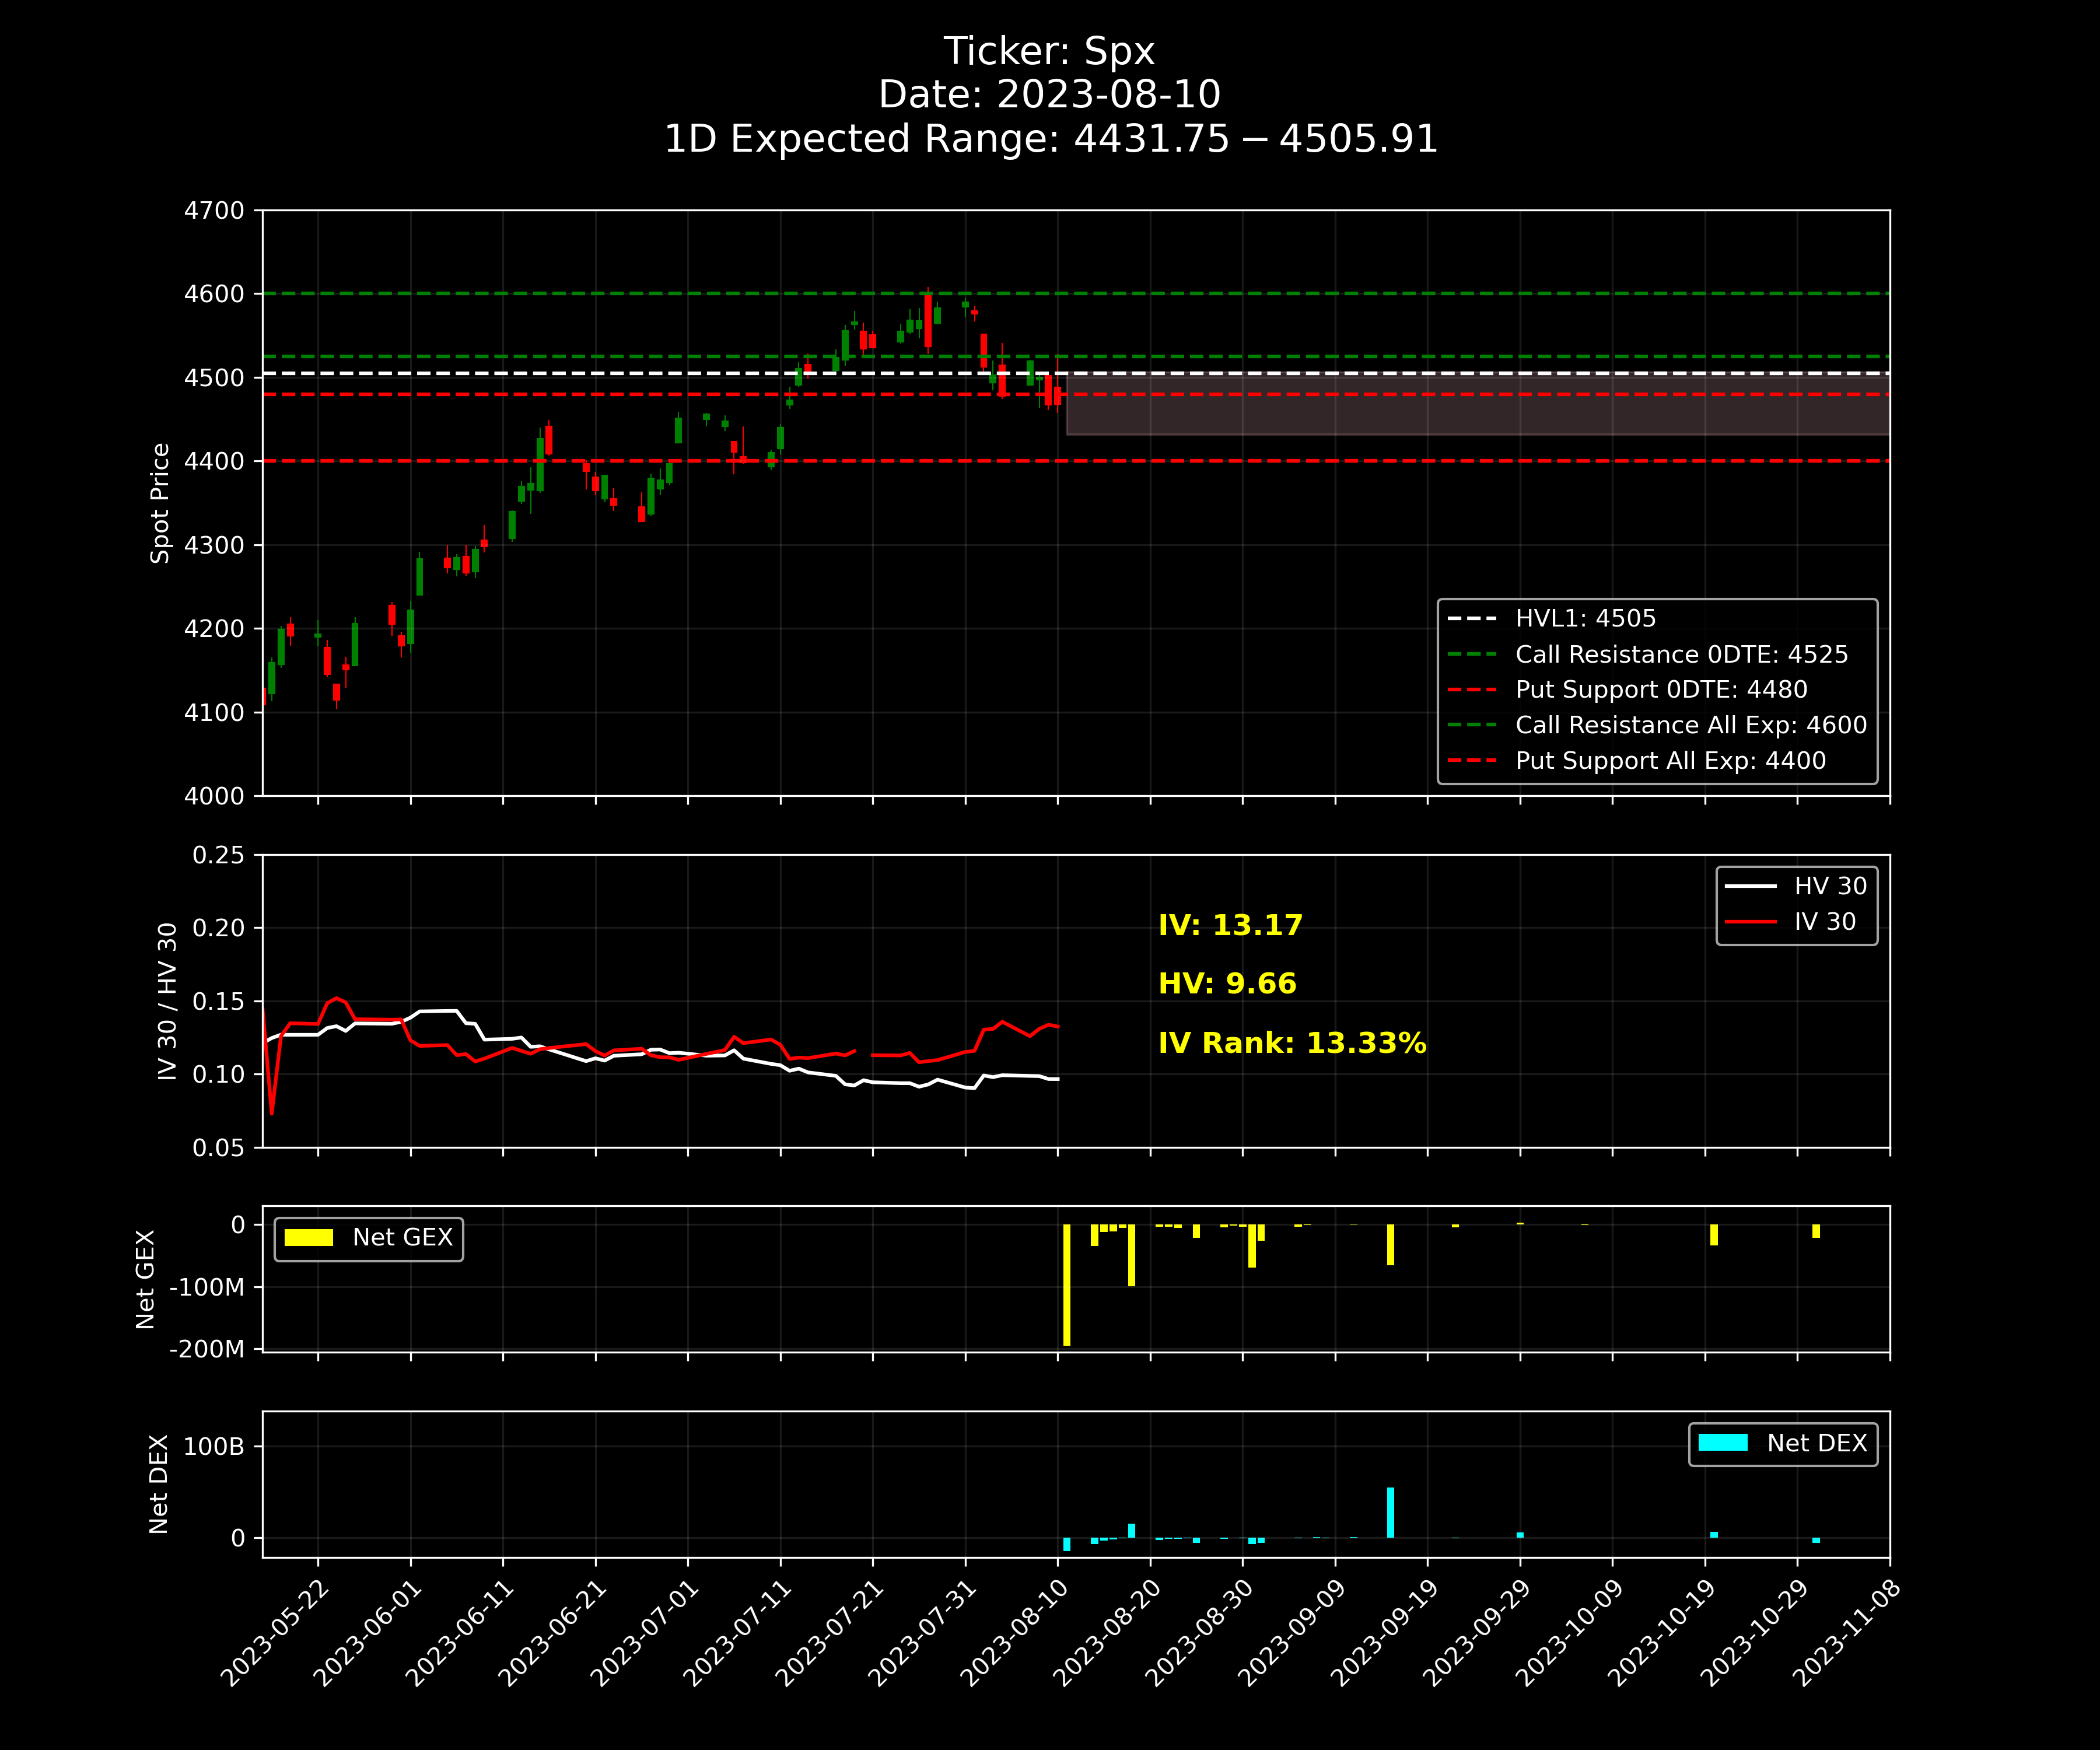 Ticker: Spx
Date: 2023-08-10
1D Expected Range: 4431.75 − 4505.91
Spot Price
4700
4600
4500
4400
4300
4200
4100
4000
HVL1: 4505
Call Resistance 0DTE: 4525
Put Support 0DTE: 4480
Call Resistance All Exp: 4600
Put Support All Exp: 4400
IV 30 / HV 30
0.25
0.20
0.15
0.10
0.05
IV: 13.17
HV: 9.66
IV Rank: 13.33%
HV 30
IV 30
Net GEX
0
-100M
-200M
Net GEX
Net DEX
100B
0
Net DEX
2023-05-22
2023-06-01
2023-06-11
2023-06-21
2023-07-01
2023-07-11
2023-07-21
2023-07-31
2023-08-10
2023-08-20
2023-08-30
2023-09-09
2023-09-19
2023-09-29
2023-10-09
2023-10-19
2023-10-29
2023-11-08